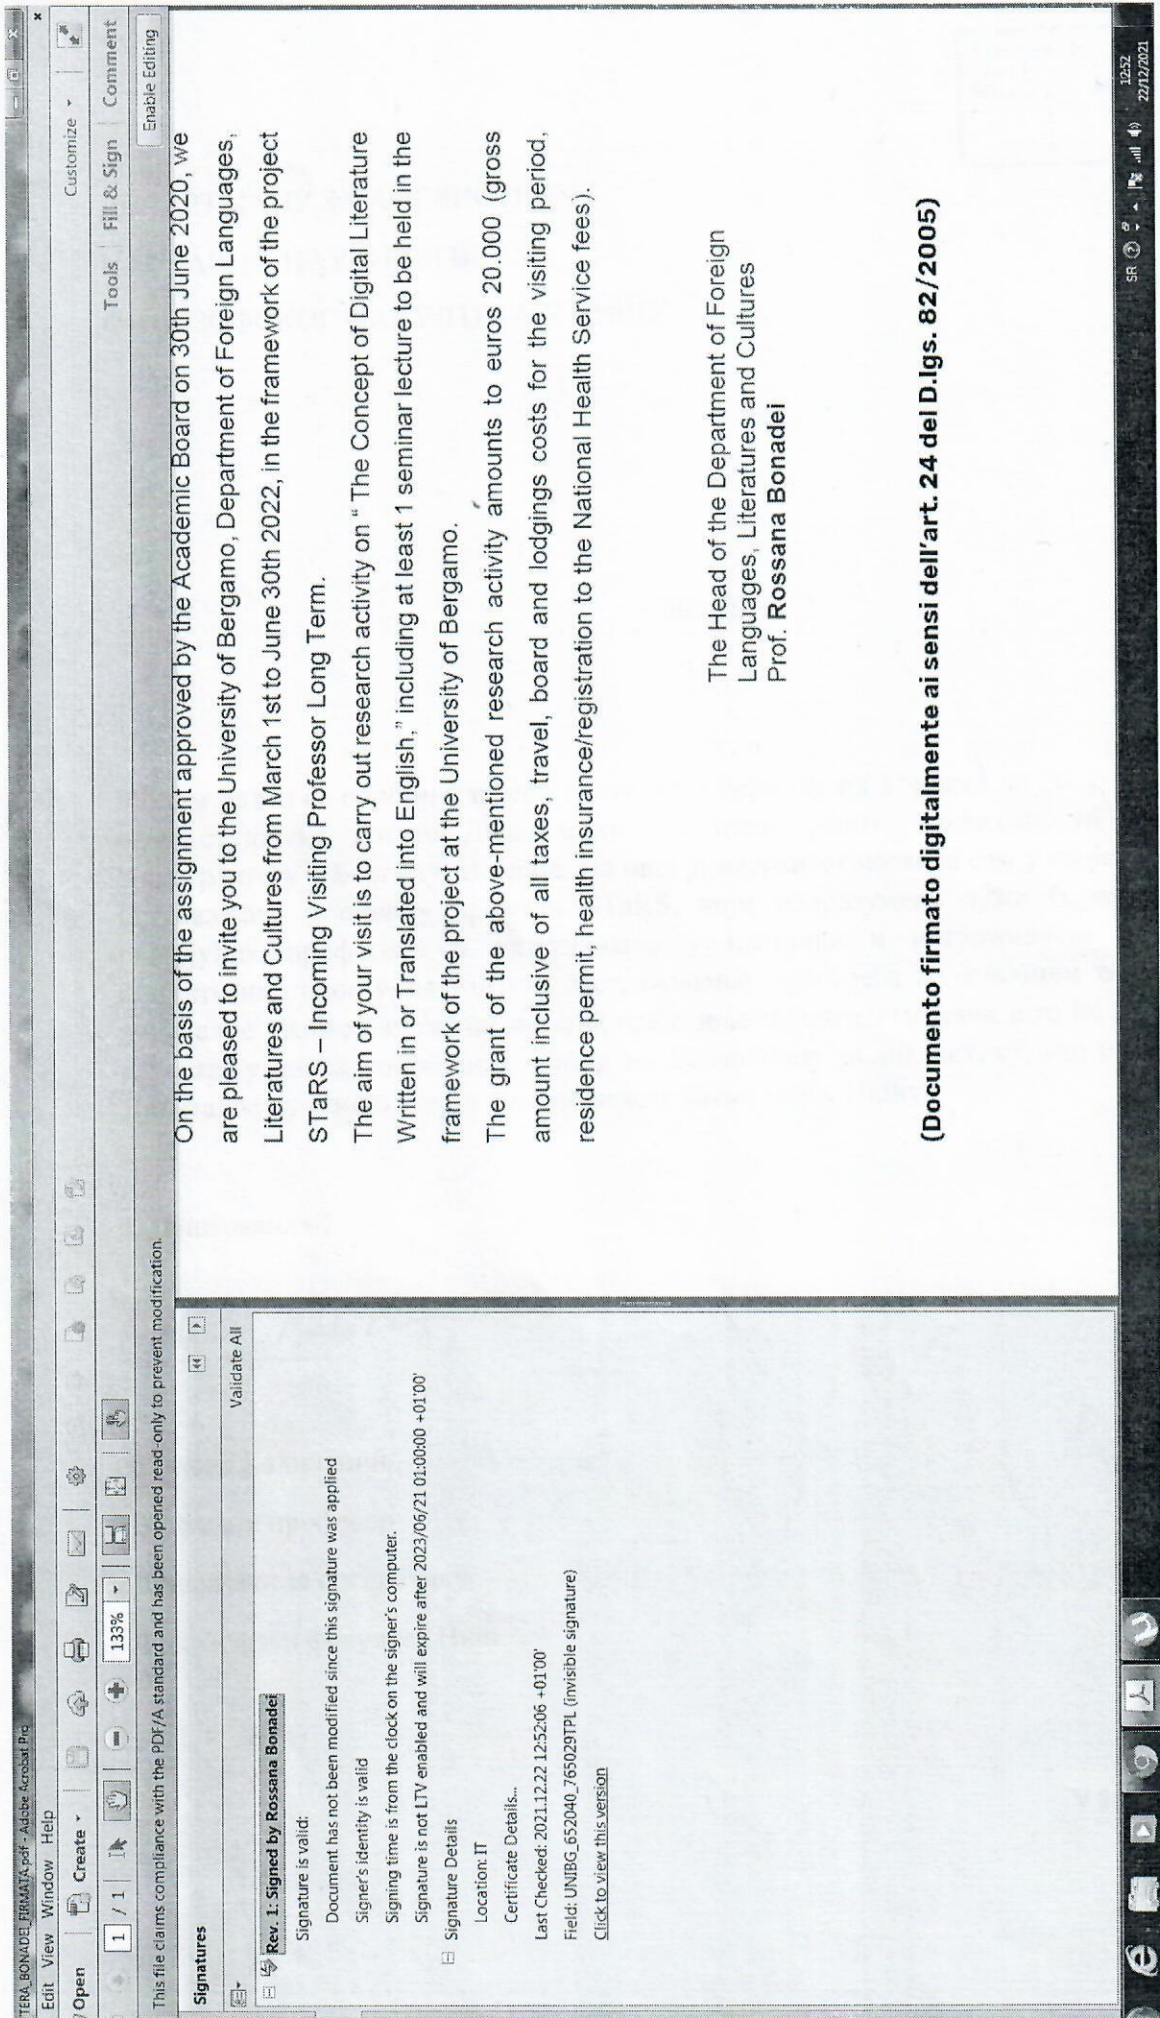 TERA_BONADEI_FIRMATA.pdf - Adobe Acrobat Pro
Edit View Window Help
Open Create Customize
1 / 1 133% Tools Fill & Sign Comment
This file claims compliance with the PDF/A standard and has been opened read-only to prevent modification. Enable Editing
Signatures
Validate All
Rev. 1: Signed by Rossana Bonadei
Signature is valid:
Document has not been modified since this signature was applied
Signer's identity is valid
Signing time is from the clock on the signer's computer.
Signature is not LTV enabled and will expire after 2023/06/21 01:00:00 +01'00'
Signature Details
Location: IT
Certificate Details...
Last Checked: 2021.12.22 12:52:06 +01'00'
Field: UNIBG_652040_765029TPL (invisible signature)
Click to view this version
On the basis of the assignment approved by the Academic Board on 30th June 2020, we
are pleased to invite you to the University of Bergamo, Department of Foreign Languages,
Literatures and Cultures from March 1st to June 30th 2022, in the framework of the project
STaRS – Incoming Visiting Professor Long Term.
The aim of your visit is to carry out research activity on “ The Concept of Digital Literature
Written in or Translated into English,” including at least 1 seminar lecture to be held in the
framework of the project at the University of Bergamo.
The grant of the above-mentioned research activity amounts to euros 20.000 (gross
amount inclusive of all taxes, travel, board and lodgings costs for the visiting period,
residence permit, health insurance/registration to the National Health Service fees).
The Head of the Department of Foreign
Languages, Literatures and Cultures
Prof. Rossana Bonadei
(Documento firmato digitalmente ai sensi dell’art. 24 del D.lgs. 82/2005)
SR 12:52
22/12/2021